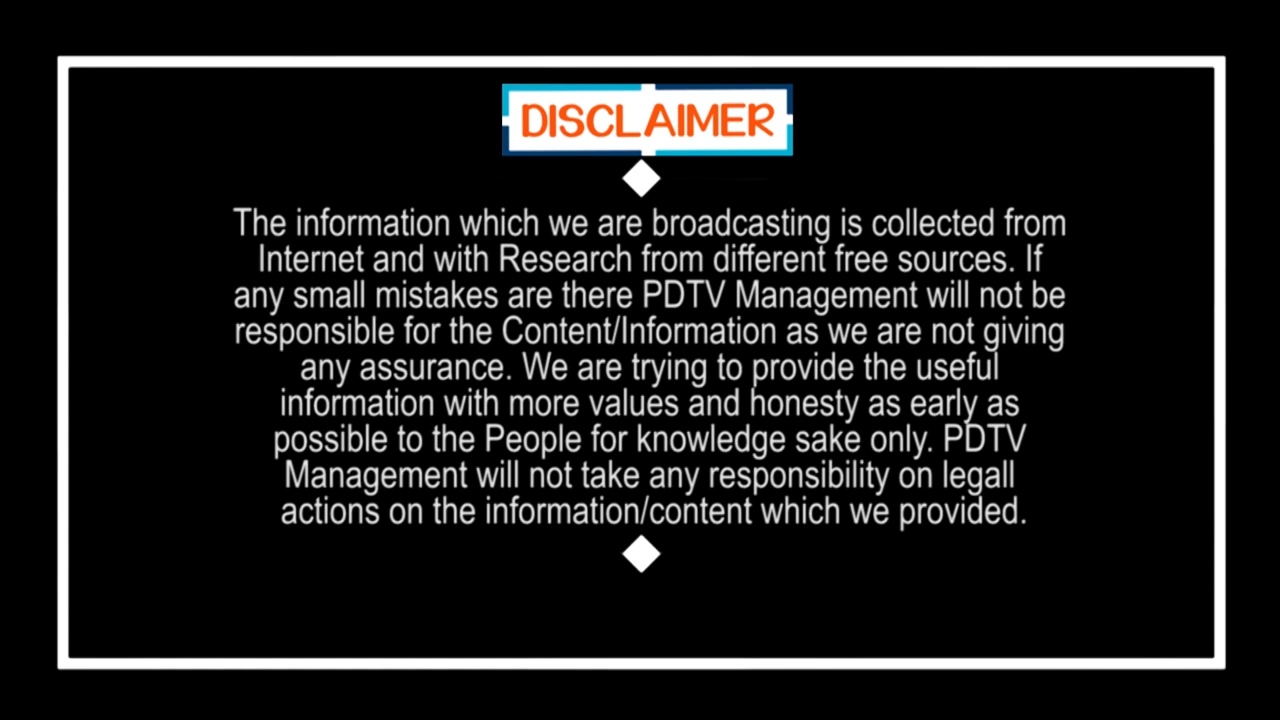 DISCLAIMER
The information which we are broadcasting is collected from
Internet and with Research from different free sources. If
any small mistakes are there PDTV Management will not be
responsible for the Content/Information as we are not giving
any assurance. We are trying to provide the useful
information with more values and honesty as early as
possible to the People for knowledge sake only. PDTV
Management will not take any responsibility on legall
actions on the information/content which we provided.